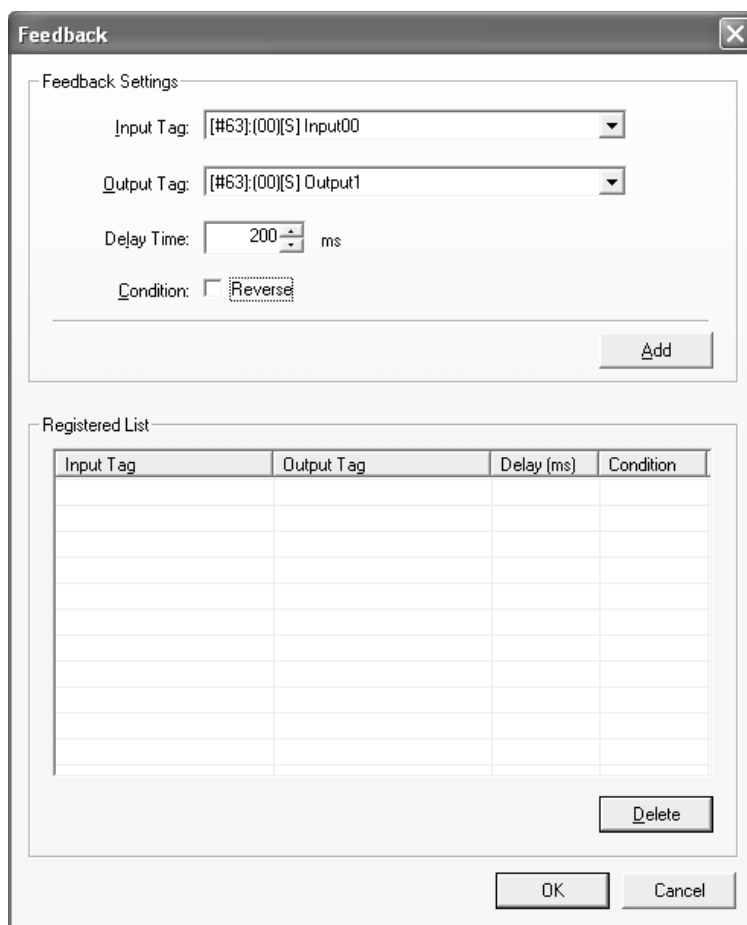 Feedback
Feedback Settings
Input Tag: [#63]:(00)[S] Input00
Output Tag: [#63]:(00)[S] Output1
Delay Time: 200 ms
Condition: Reverse
Add
Registered List
Input Tag Output Tag Delay (ms) Condition
Delete
OK Cancel